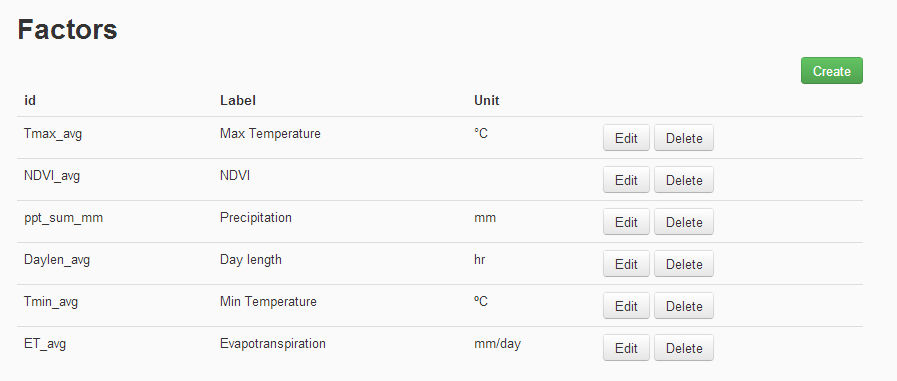 Factors
Create
id Label Unit
Tmax_avg Max Temperature °C Edit Delete
NDVI_avg NDVI Edit Delete
ppt_sum_mm Precipitation mm Edit Delete
Daylen_avg Day length hr Edit Delete
Tmin_avg Min Temperature ºC Edit Delete
ET_avg Evapotranspiration mm/day Edit Delete